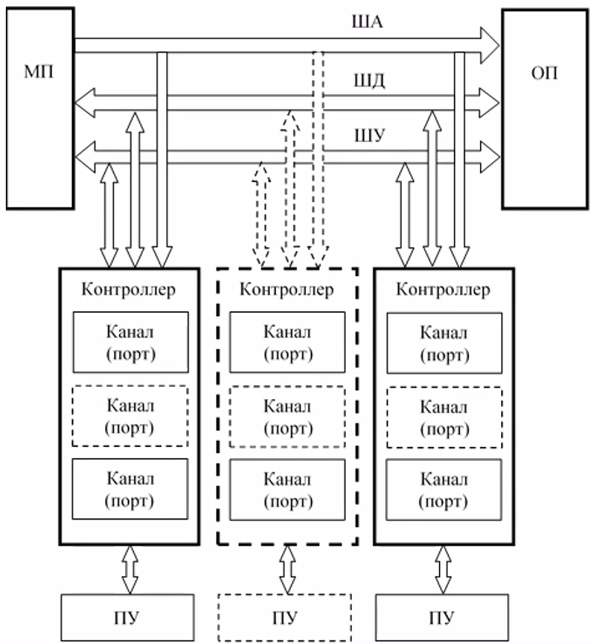 ША
МП
ОП
ШД
ШУ
Контроллер
Канал
(порт)
Канал
(порт)
Канал
(порт)
Контроллер
Канал
(порт)
Канал
(порт)
Канал
(порт)
Контроллер
Канал
(порт)
Канал
(порт)
Канал
(порт)
ПУ
ПУ
ПУ